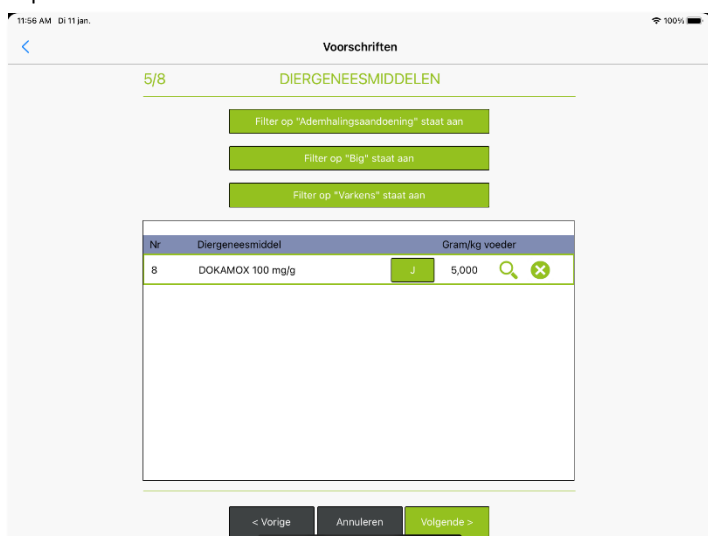 11:56 AM Di 11 jan.
100%
Voorschriften
5/8 DIERGENEESMIDDELEN
Filter op "Ademhalingsaandoening" staat aan
Filter op "Big" staat aan
Filter op "Varkens" staat aan
Nr Diergeneesmiddel Gram/kg voeder
8 DOKAMOX 100 mg/g J 5,000
< Vorige Annuleren Volgende >